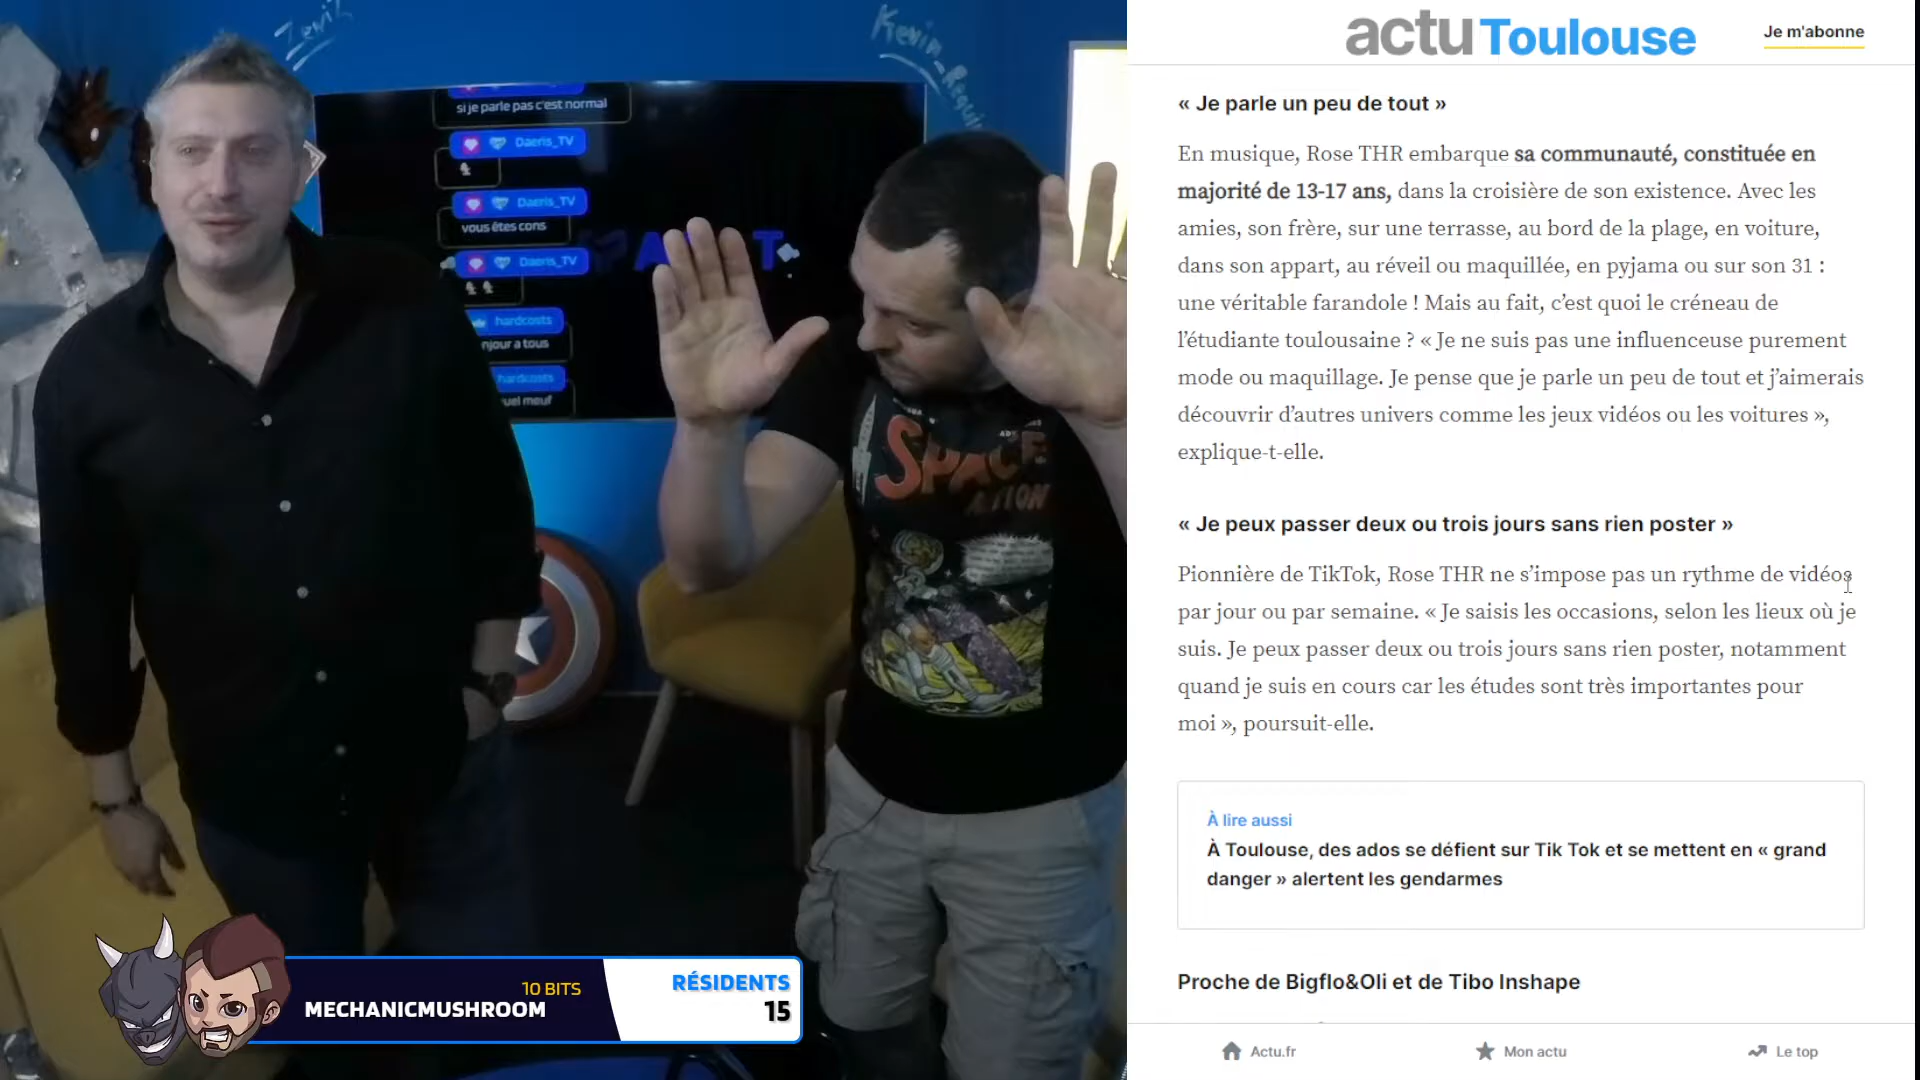 Zevil
Kevin_Requin
si je parle pas c'est normal
Daeris_TV
Daeris_TV
vous êtes cons
Daeris_TV
hardcosts
njour a tous
hardcosts
uel meuf
SPACE
ACTION
10 BITS
MECHANICMUSHROOM
RÉSIDENTS
15
actu Toulouse
Je m'abonne
« Je parle un peu de tout »
En musique, Rose THR embarque sa communauté, constituée en
majorité de 13-17 ans, dans la croisière de son existence. Avec les
amies, son frère, sur une terrasse, au bord de la plage, en voiture,
dans son appart, au réveil ou maquillée, en pyjama ou sur son 31 :
une véritable farandole ! Mais au fait, c’est quoi le créneau de
l’étudiante toulousaine ? « Je ne suis pas une influenceuse purement
mode ou maquillage. Je pense que je parle un peu de tout et j’aimerais
découvrir d’autres univers comme les jeux vidéos ou les voitures »,
explique-t-elle.
« Je peux passer deux ou trois jours sans rien poster »
Pionnière de TikTok, Rose THR ne s’impose pas un rythme de vidéos
par jour ou par semaine. « Je saisis les occasions, selon les lieux où je
suis. Je peux passer deux ou trois jours sans rien poster, notamment
quand je suis en cours car les études sont très importantes pour
moi », poursuit-elle.
À lire aussi
À Toulouse, des ados se défient sur Tik Tok et se mettent en « grand
danger » alertent les gendarmes
Proche de Bigflo&Oli et de Tibo Inshape
Actu.fr
Mon actu
Le top